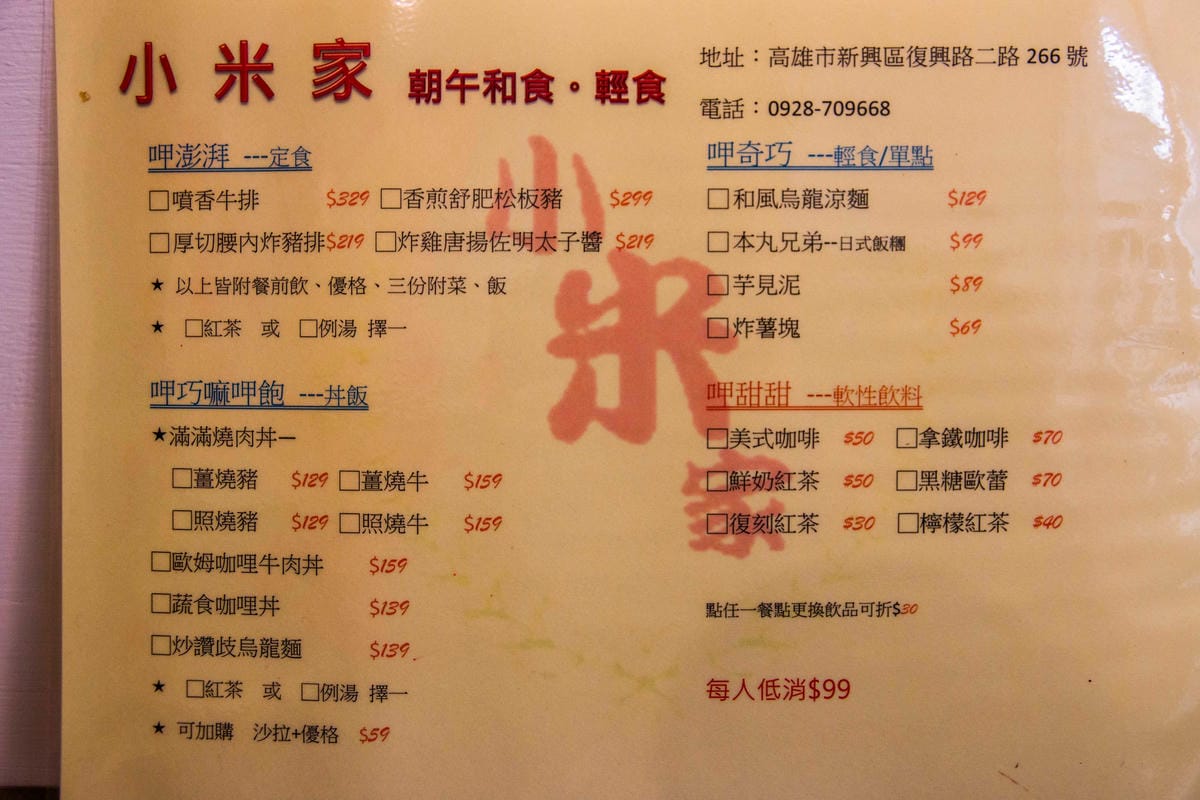 小米家 朝午和食。輕食
地址：高雄市新興區復興路二路 266 號
電話：0928-709668
呷澎湃 ---定食
□噴香牛排 $329 □香煎舒肥松板豬 $299
□厚切腰內炸豬排$219 □炸雞唐揚佐明太子醬 $219
★ 以上皆附餐前飲、優格、三份附菜、飯
★ □紅茶 或 □例湯 擇一
呷巧嘛呷飽 ---丼飯
★滿滿燒肉丼—
□薑燒豬 $129 □薑燒牛 $159
□照燒豬 $129 □照燒牛 $159
□歐姆咖哩牛肉丼 $159
□蔬食咖哩丼 $139
□炒讚歧烏龍麵 $139
★ □紅茶 或 □例湯 擇一
★ 可加購 沙拉+優格 $59
呷奇巧 ---輕食/單點
□和風烏龍涼麵 $129
□本丸兄弟--日式飯糰 $99
□芋見泥 $89
□炸薯塊 $69
呷甜甜 ---軟性飲料
□美式咖啡 $50 □拿鐵咖啡 $70
□鮮奶紅茶 $50 □黑糖歐蕾 $70
□復刻紅茶 $30 □檸檬紅茶 $40
點任一餐點更換飲品可折$30
每人低消$99
小米家